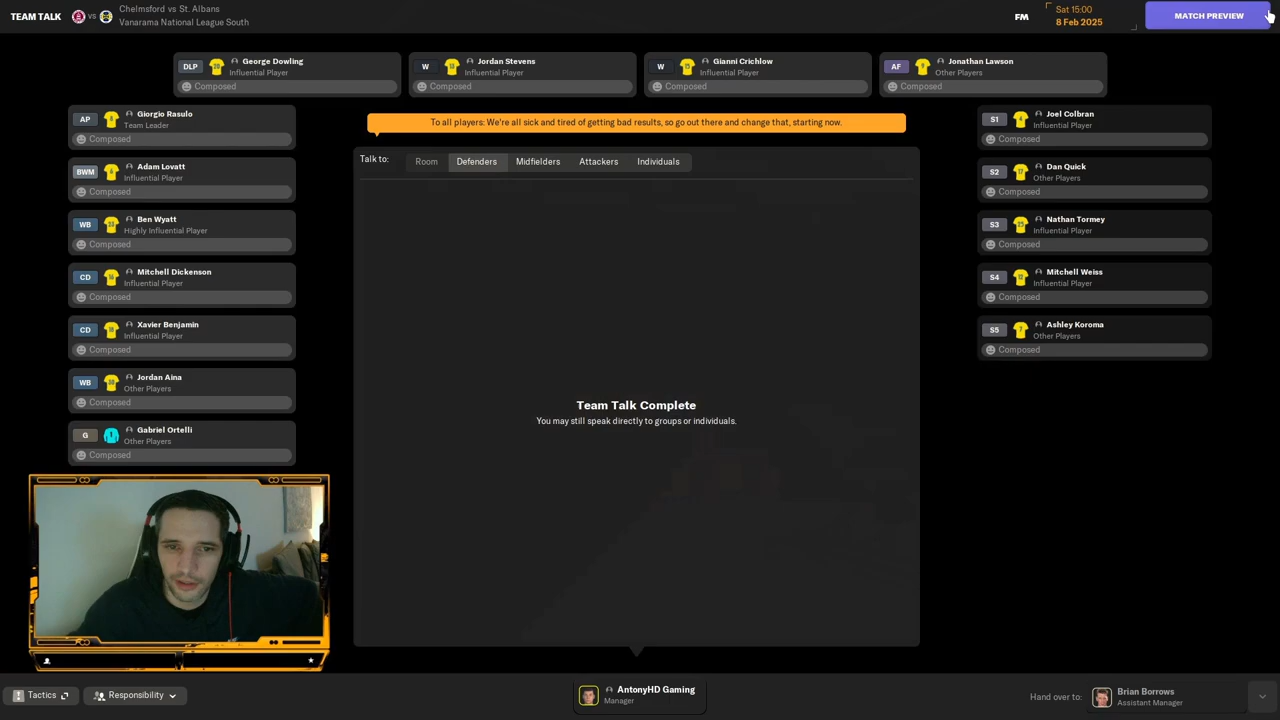 TEAM TALK
vs
Chelmsford vs St. Albans
Vanarama National League South
FM
Sat 15:00
8 Feb 2025
MATCH PREVIEW
DLP
George Dowling
Influential Player
Composed
W
Jordan Stevens
Influential Player
Composed
W
Gianni Crichlow
Influential Player
Composed
AF
Jonathan Lawson
Other Players
Composed
AP
Giorgio Rasulo
Team Leader
Composed
BWM
Adam Lovatt
Influential Player
Composed
WB
Ben Wyatt
Highly Influential Player
Composed
CD
Mitchell Dickenson
Influential Player
Composed
CD
Xavier Benjamin
Influential Player
Composed
WB
Jordan Aina
Other Players
Composed
G
Gabriel Ortelli
Other Players
Composed
To all players: We're all sick and tired of getting bad results, so go out there and change that, starting now.
Talk to:
Room
Defenders
Midfielders
Attackers
Individuals
Team Talk Complete
You may still speak directly to groups or individuals.
S1
Joel Colbran
Influential Player
Composed
S2
Dan Quick
Other Players
Composed
S3
Nathan Tormey
Influential Player
Composed
S4
Mitchell Weiss
Influential Player
Composed
S5
Ashley Koroma
Other Players
Composed
Tactics
Responsibility
AntonyHD Gaming
Manager
Hand over to:
Brian Borrows
Assistant Manager